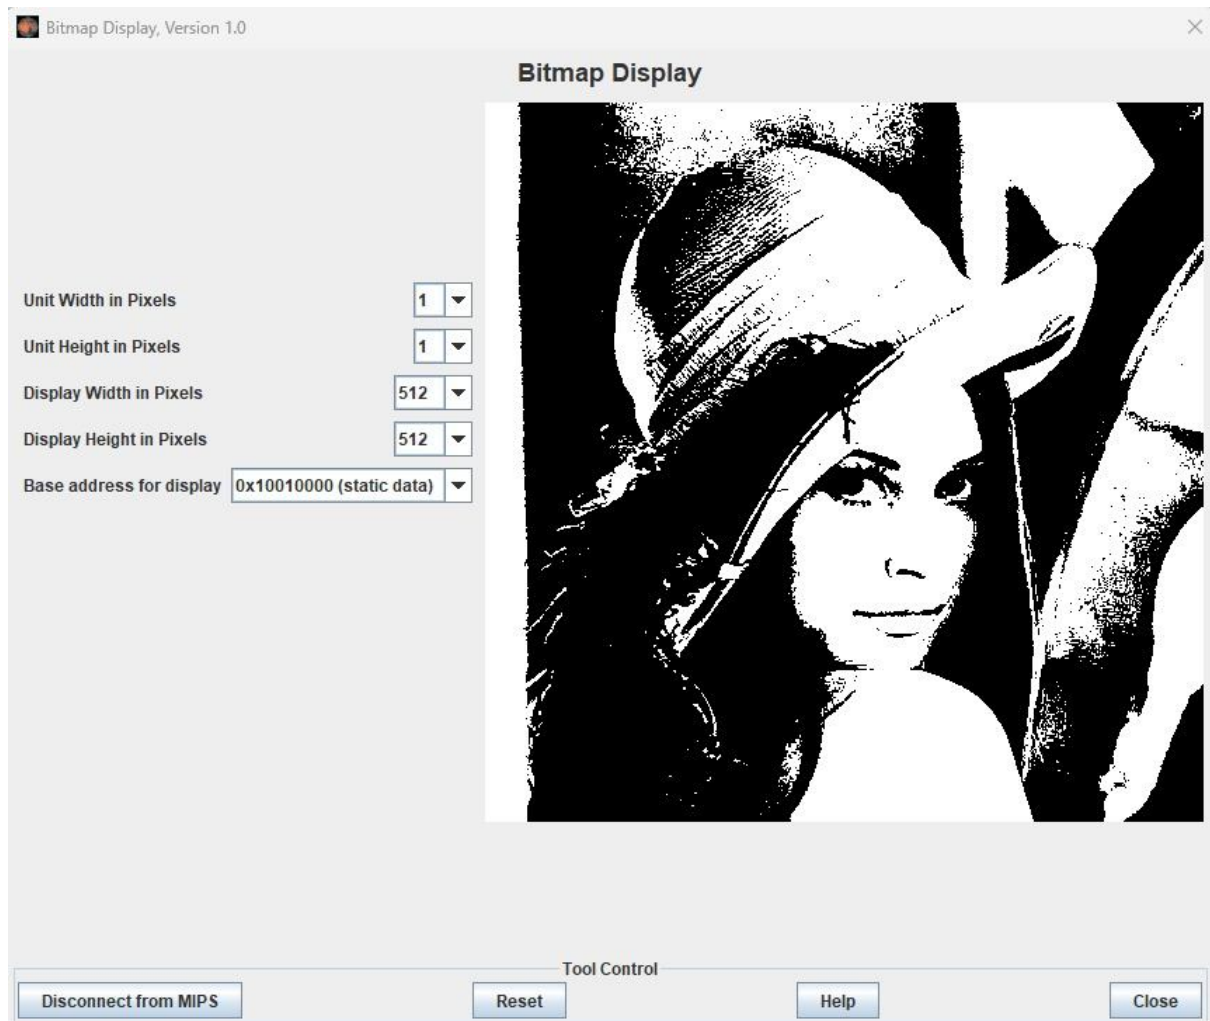 Bitmap Display, Version 1.0
Bitmap Display
Unit Width in Pixels 1
Unit Height in Pixels 1
Display Width in Pixels 512
Display Height in Pixels 512
Base address for display 0x10010000 (static data)
Tool Control
Disconnect from MIPS Reset Help Close